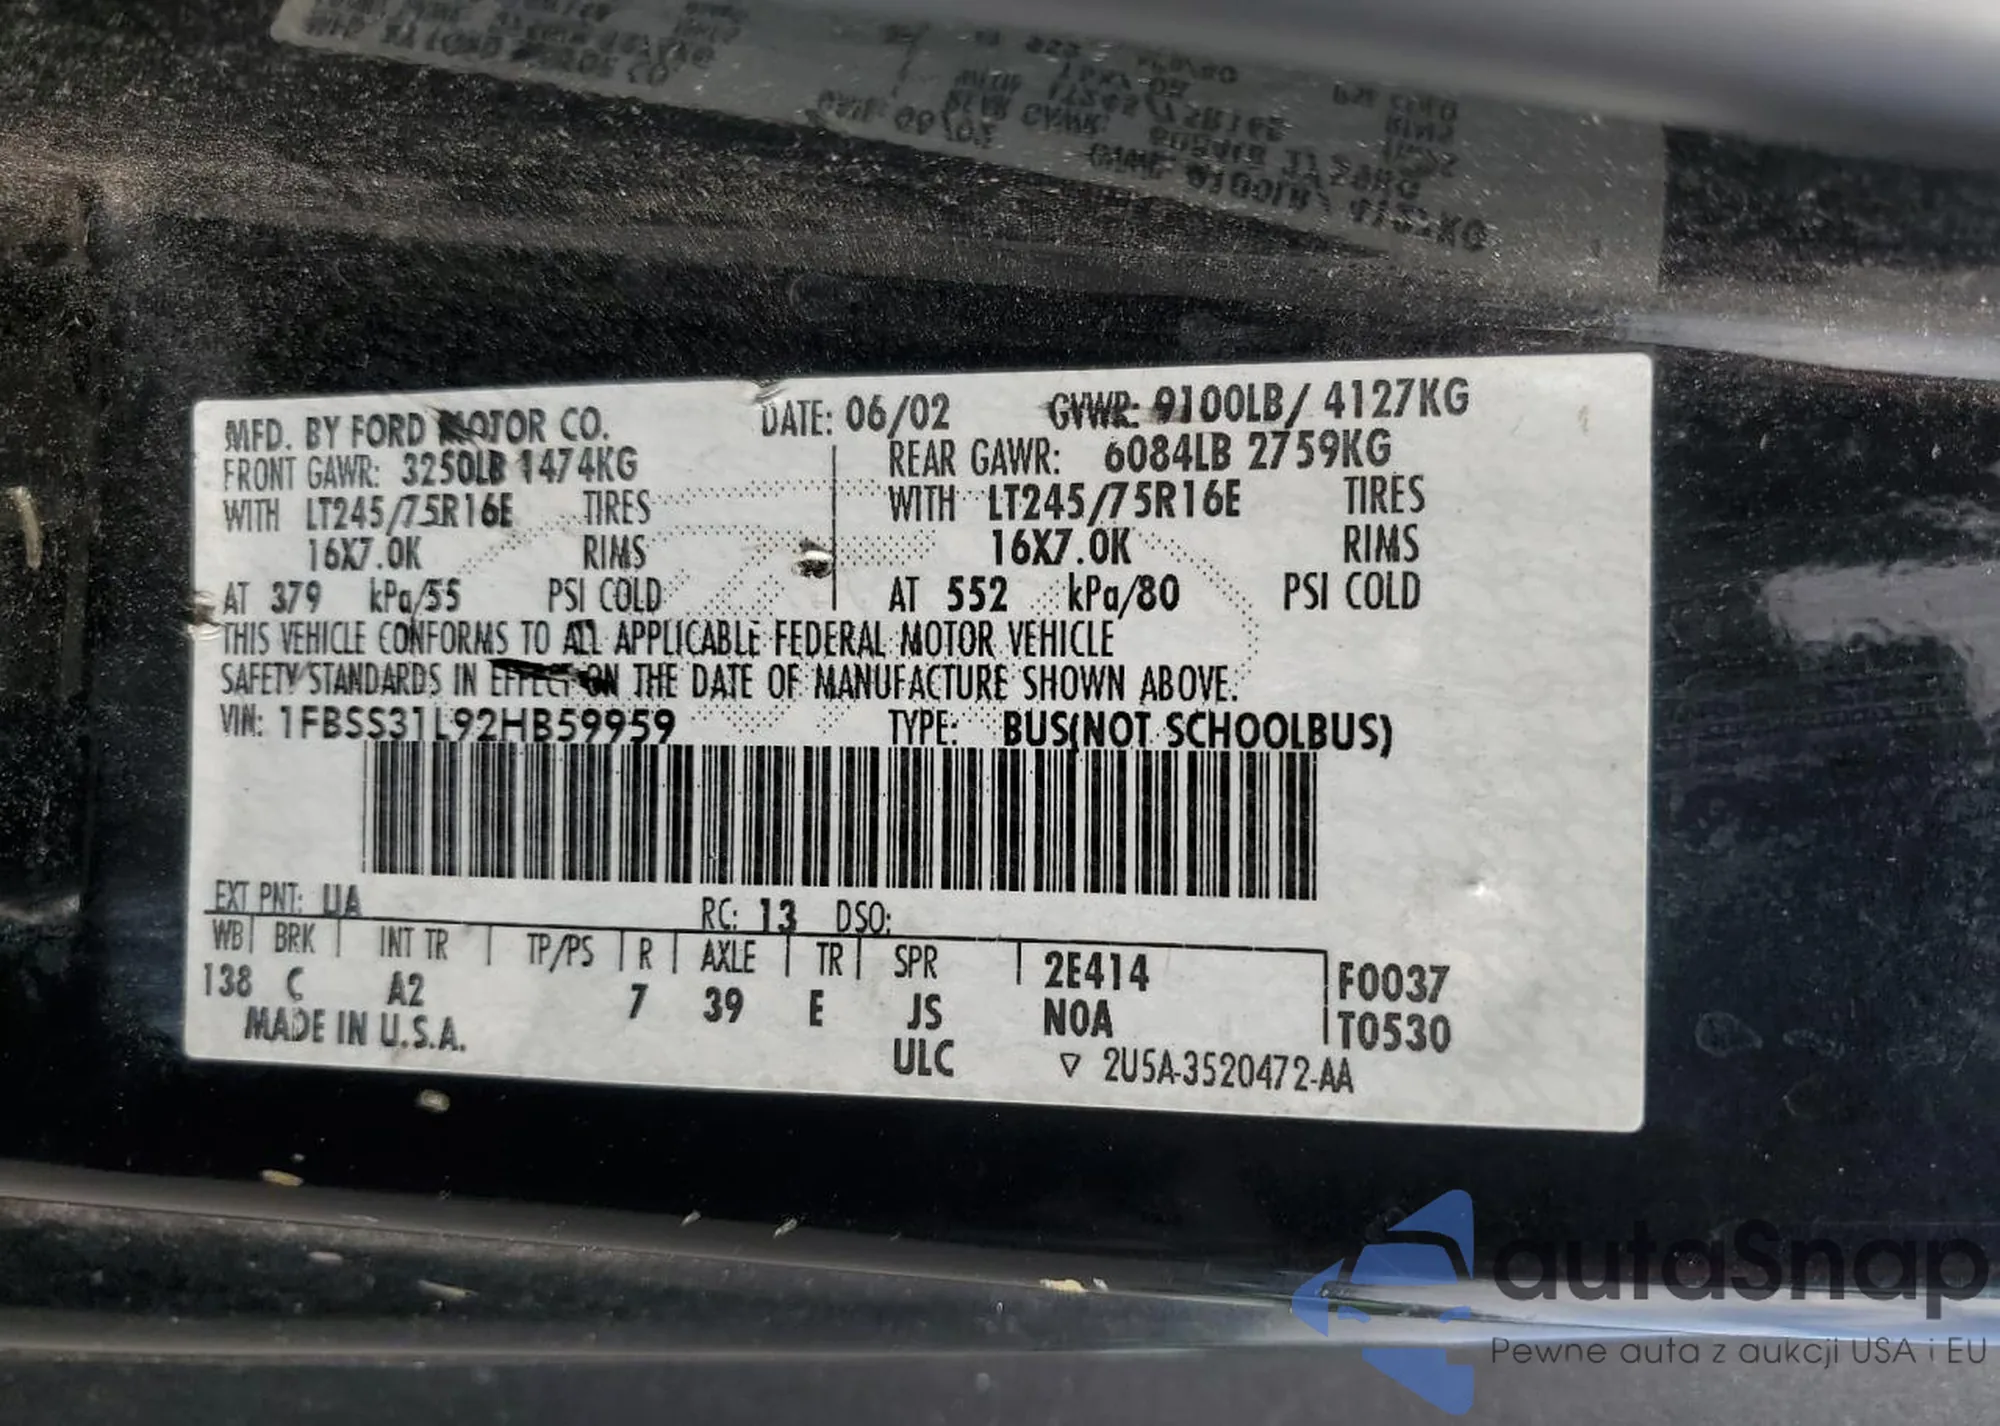 MFD. BY FORD MOTOR CO. DATE: 06/02 GVWR: 9100LB/ 4127KG
FRONT GAWR: 3250LB 1474KG REAR GAWR: 6084LB 2759KG
WITH LT245/75R16E TIRES WITH LT245/75R16E TIRES
16X7.0K RIMS 16X7.0K RIMS
AT 379 kPa/55 PSI COLD AT 552 kPa/80 PSI COLD
THIS VEHICLE CONFORMS TO ALL APPLICABLE FEDERAL MOTOR VEHICLE
SAFETY STANDARDS IN EFFECT ON THE DATE OF MANUFACTURE SHOWN ABOVE.
VIN: 1FBSS31L92HB59959 TYPE: BUS(NOT SCHOOLBUS)
EXT PNT: UA RC: 13 DSO:
WB BRK INT TR TP/PS R AXLE TR SPR 2E414 F0037
138 C A2 7 39 E JS N0A T0530
MADE IN U.S.A. ULC ▽ 2U5A-3520472-AA
autaSnap
Pewne auta z aukcji USA i EU